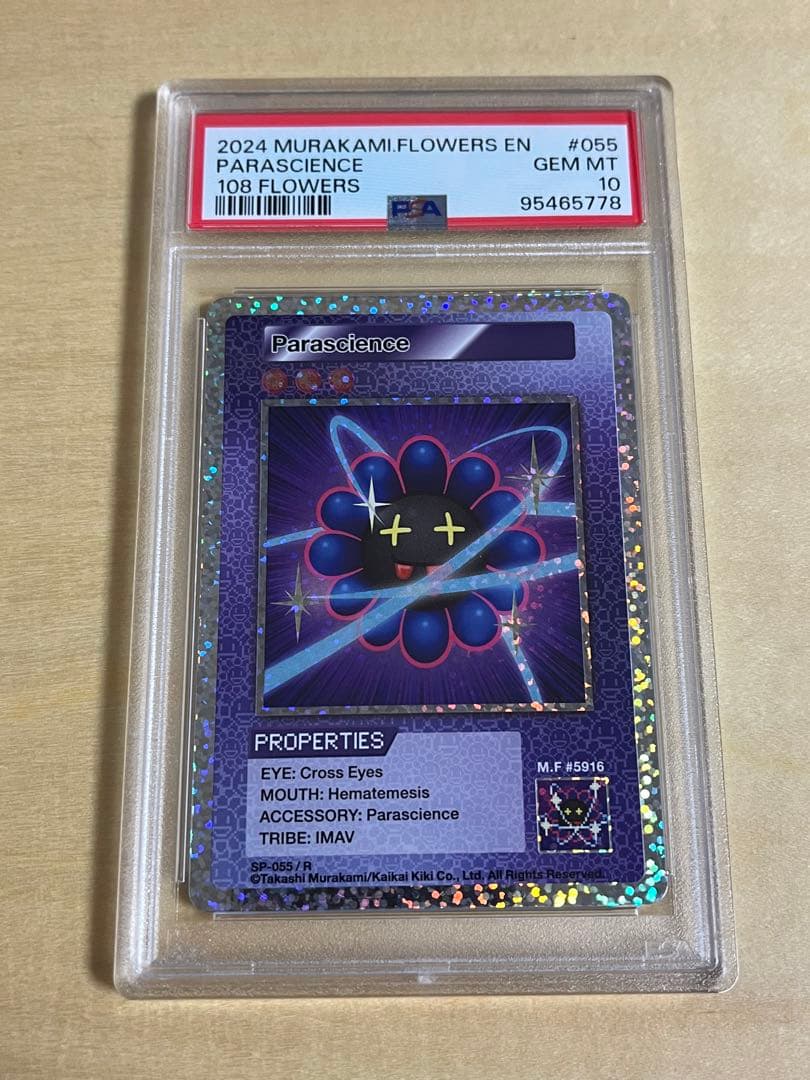 2024 MURAKAMI.FLOWERS EN #055
PARASCIENCE GEM MT
108 FLOWERS 10
95465778
PSA
Parascience
PROPERTIES
EYE: Cross Eyes
MOUTH: Hematemesis
ACCESSORY: Parascience
TRIBE: IMAV
M.F #5916
SP-055 / R
©Takashi Murakami/Kaikai Kiki Co., Ltd. All Rights Reserved.